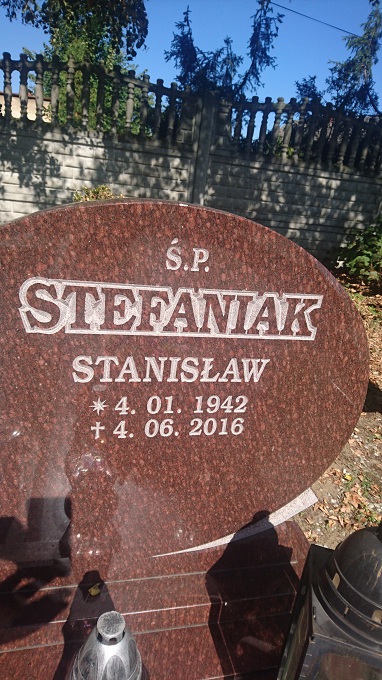 Ś.P.
STEFANIAK
STANISŁAW
* 4. 01. 1942
✝ 4. 06. 2016